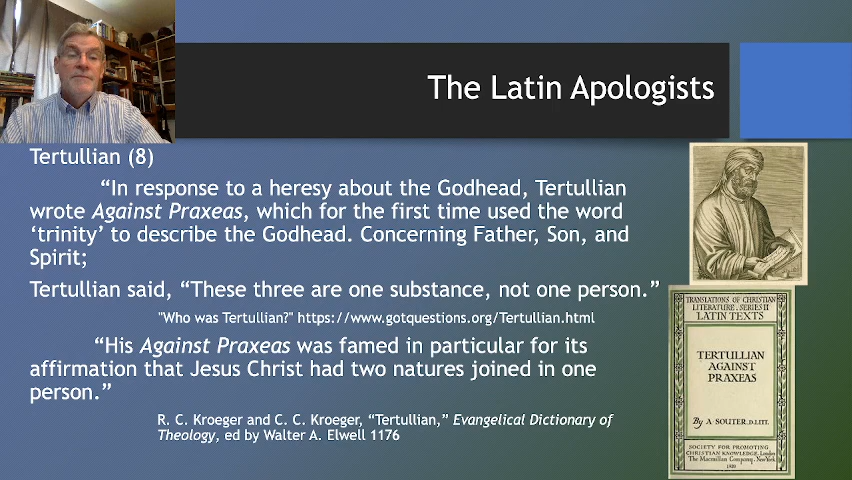 The Latin Apologists
Tertullian (8)
“In response to a heresy about the Godhead, Tertullian
wrote Against Praxeas, which for the first time used the word
‘trinity’ to describe the Godhead. Concerning Father, Son, and
Spirit;
Tertullian said, “These three are one substance, not one person.”
"Who was Tertullian?" https://www.gotquestions.org/Tertullian.html
“His Against Praxeas was famed in particular for its
affirmation that Jesus Christ had two natures joined in one
person.”
R. C. Kroeger and C. C. Kroeger, “Tertullian,” Evangelical Dictionary of
Theology, ed by Walter A. Elwell 1176
TRANSLATIONS OF CHRISTIAN
LITERATURE. SERIES II
LATIN TEXTS
TERTULLIAN
AGAINST
PRAXEAS
By A. SOUTER, D.LITT.
SOCIETY FOR PROMOTING
CHRISTIAN KNOWLEDGE. London
The Macmillan Company. New York
1920